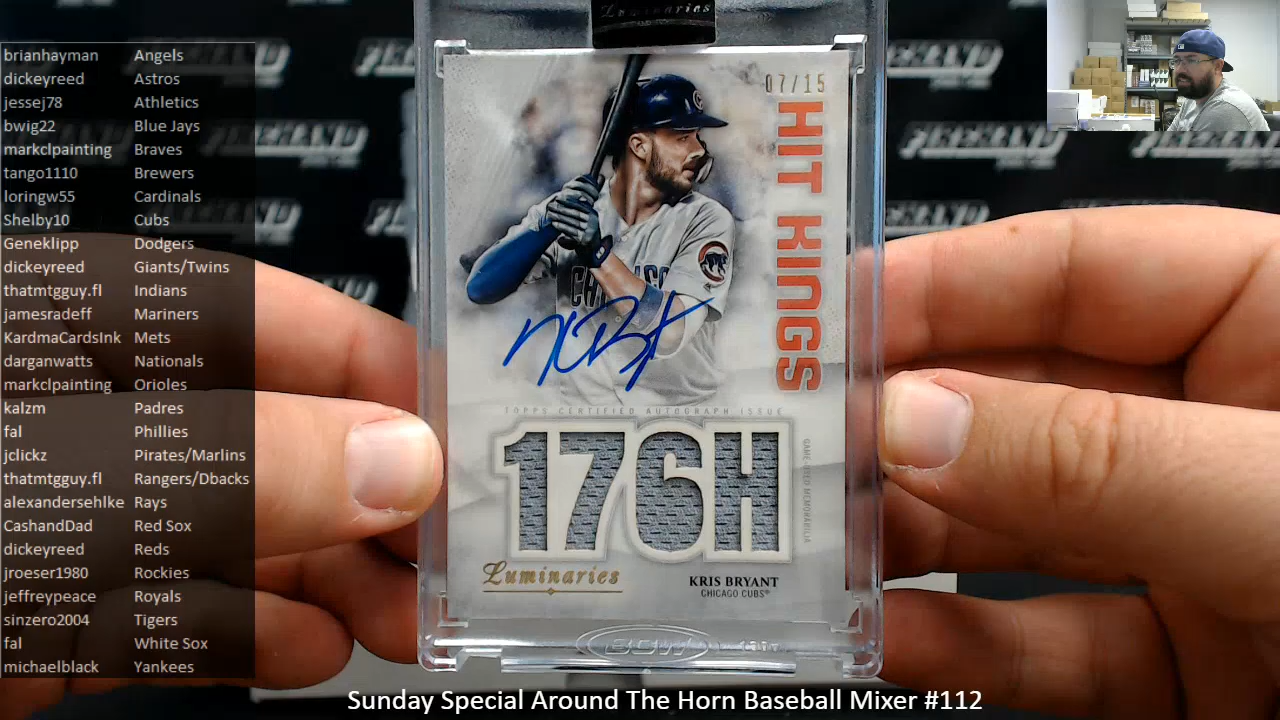 brianhayman Angels
dickeyreed Astros
jessej78 Athletics
bwig22 Blue Jays
markclpainting Braves
tango1110 Brewers
loringw55 Cardinals
Shelby10 Cubs
Geneklipp Dodgers
dickeyreed Giants/Twins
thatmtgguy.fl Indians
jamesradeff Mariners
KardmaCardsInk Mets
darganwatts Nationals
markclpainting Orioles
kalzm Padres
fal Phillies
jclickz Pirates/Marlins
thatmtgguy.fl Rangers/Dbacks
alexandersehlke Rays
CashandDad Red Sox
dickeyreed Reds
jroeser1980 Rockies
jeffreypeace Royals
sinzero2004 Tigers
fal White Sox
michaelblack Yankees
Luminaries
07/15
HIT KINGS
TOPPS CERTIFIED AUTOGRAPH ISSUE
176H
GAME-USED MEMORABILIA
Luminaries
KRIS BRYANT
CHICAGO CUBS®
BCW
Sunday Special Around The Horn Baseball Mixer #112